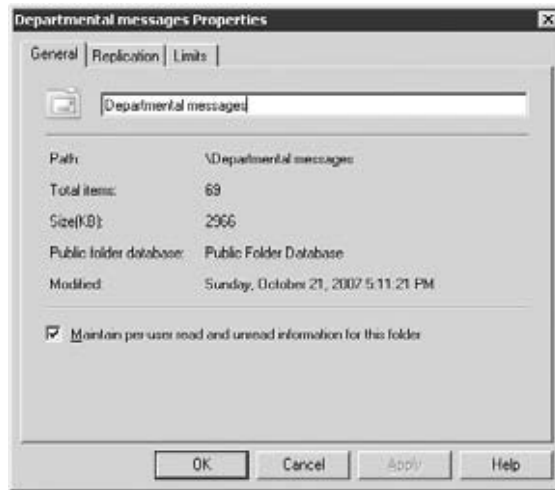 Departmental messages Properties
General Replication Limits
Departmental messages
Path: \Departmental messages
Total items: 69
Size(KB): 2966
Public folder database: Public Folder Database
Modified: Sunday, October 21, 2007 5:11:21 PM
Maintain per-user read and unread information for this folder
OK Cancel Apply Help